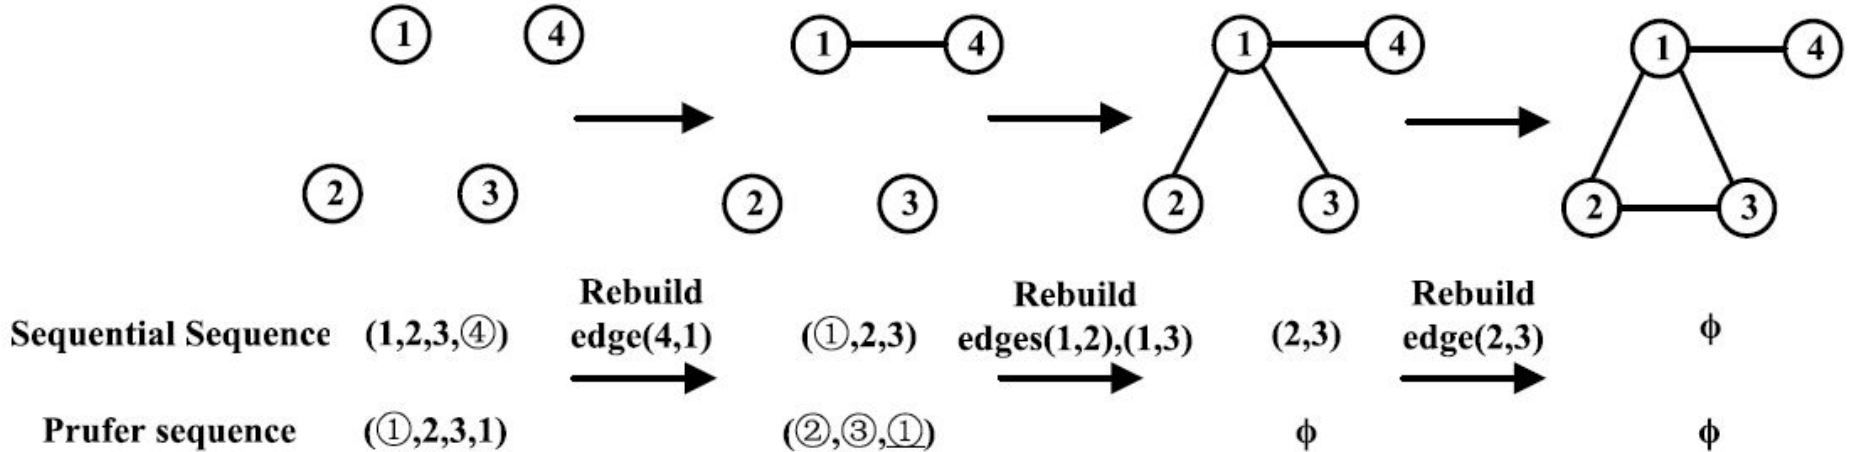 1 4 2 3
1 4 2 3
1 4 2 3
1 4 2 3
Rebuild Rebuild Rebuild
Sequential Sequence (1,2,3,④) edge(4,1) (①,2,3) edges(1,2),(1,3) (2,3) edge(2,3) ϕ
Prufer sequence (①,2,3,1) (②,③,①) ϕ ϕ